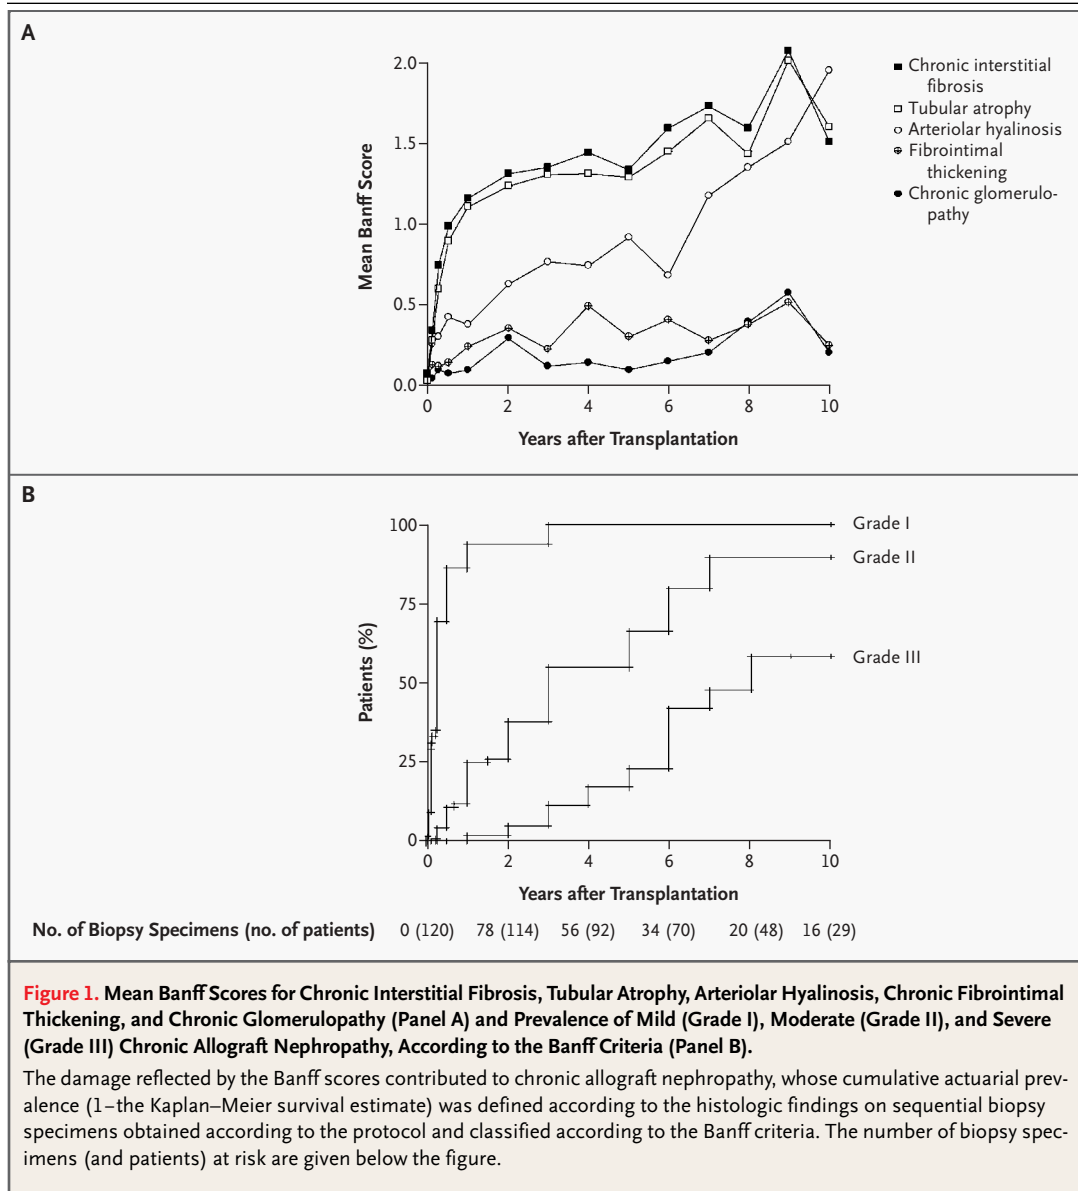 A
2.0
1.5
1.0
0.5
0.0
Mean Banff Score
0 2 4 6 8 10
Years after Transplantation
Chronic interstitial
fibrosis
Tubular atrophy
Arteriolar hyalinosis
Fibrointimal
thickening
Chronic glomerulo-
pathy
B
100
75
50
25
0
Patients (%)
Grade I
Grade II
Grade III
0 2 4 6 8 10
Years after Transplantation
No. of Biopsy Specimens (no. of patients) 0 (120) 78 (114) 56 (92) 34 (70) 20 (48) 16 (29)
Figure 1. Mean Banff Scores for Chronic Interstitial Fibrosis, Tubular Atrophy, Arteriolar Hyalinosis, Chronic Fibrointimal
Thickening, and Chronic Glomerulopathy (Panel A) and Prevalence of Mild (Grade I), Moderate (Grade II), and Severe
(Grade III) Chronic Allograft Nephropathy, According to the Banff Criteria (Panel B).
The damage reflected by the Banff scores contributed to chronic allograft nephropathy, whose cumulative actuarial prev-
alence (1–the Kaplan–Meier survival estimate) was defined according to the histologic findings on sequential biopsy
specimens obtained according to the protocol and classified according to the Banff criteria. The number of biopsy spec-
imens (and patients) at risk are given below the figure.